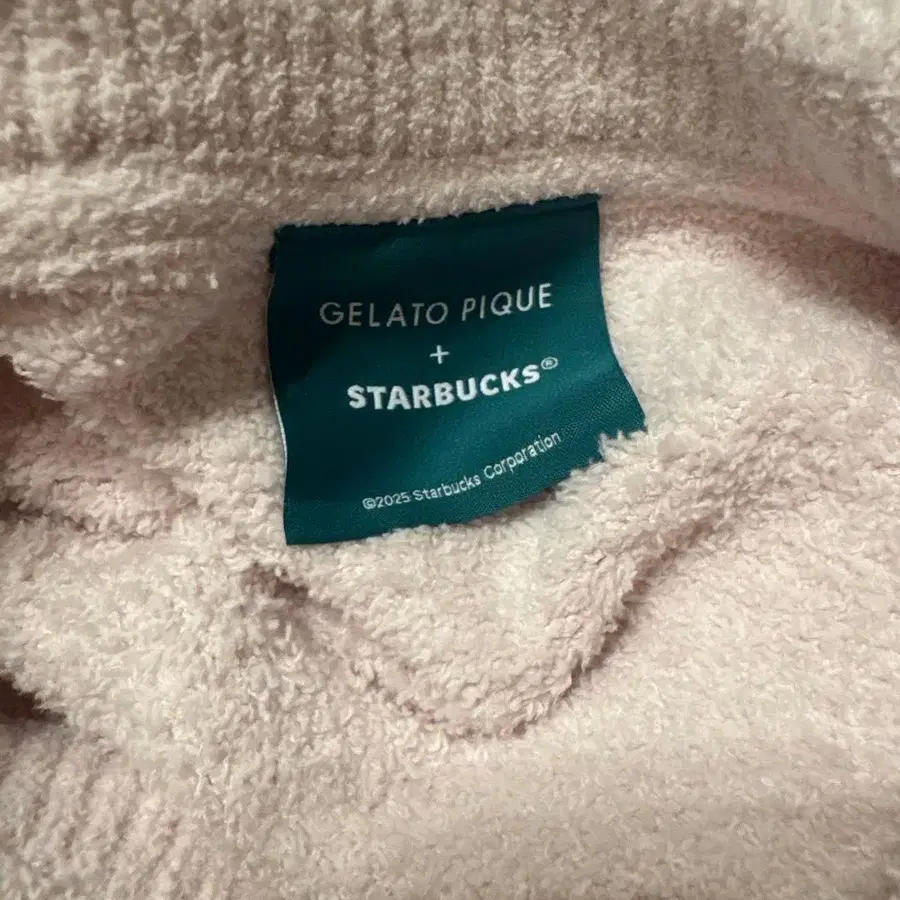 GELATO PIQUE
+
STARBUCKS®
©2025 Starbucks Corporation